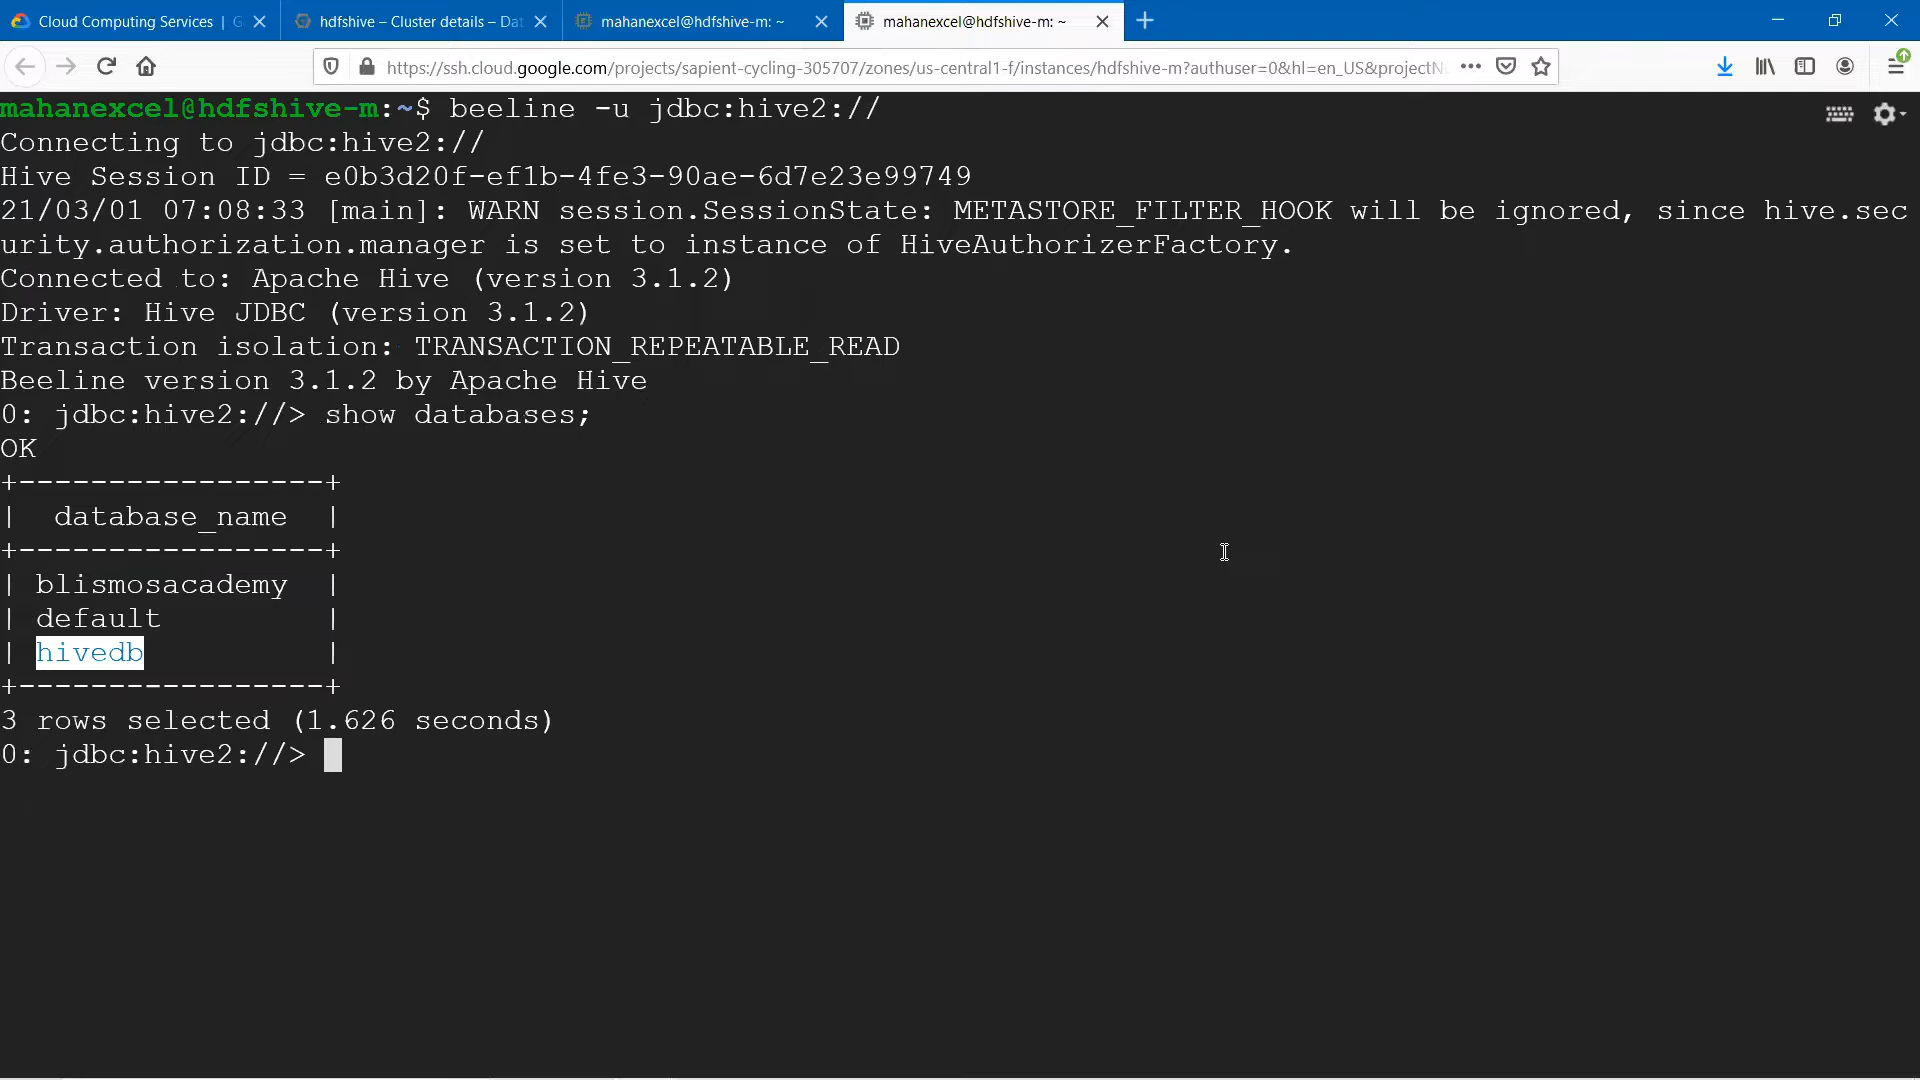 Cloud Computing Services | G
hdfshive – Cluster details – Dat
mahanexcel@hdfshive-m: ~
mahanexcel@hdfshive-m: ~
https://ssh.cloud.google.com/projects/sapient-cycling-305707/zones/us-central1-f/instances/hdfshive-m?authuser=0&hl=en_US&projectN
mahanexcel@hdfshive-m:~$ beeline -u jdbc:hive2://
Connecting to jdbc:hive2://
Hive Session ID = e0b3d20f-ef1b-4fe3-90ae-6d7e23e99749
21/03/01 07:08:33 [main]: WARN session.SessionState: METASTORE_FILTER_HOOK will be ignored, since hive.sec
urity.authorization.manager is set to instance of HiveAuthorizerFactory.
Connected to: Apache Hive (version 3.1.2)
Driver: Hive JDBC (version 3.1.2)
Transaction isolation: TRANSACTION_REPEATABLE_READ
Beeline version 3.1.2 by Apache Hive
0: jdbc:hive2://> show databases;
OK
+-----------------+
|  database_name  |
+-----------------+
| blismosacademy  |
| default         |
| hivedb          |
+-----------------+
3 rows selected (1.626 seconds)
0: jdbc:hive2://>